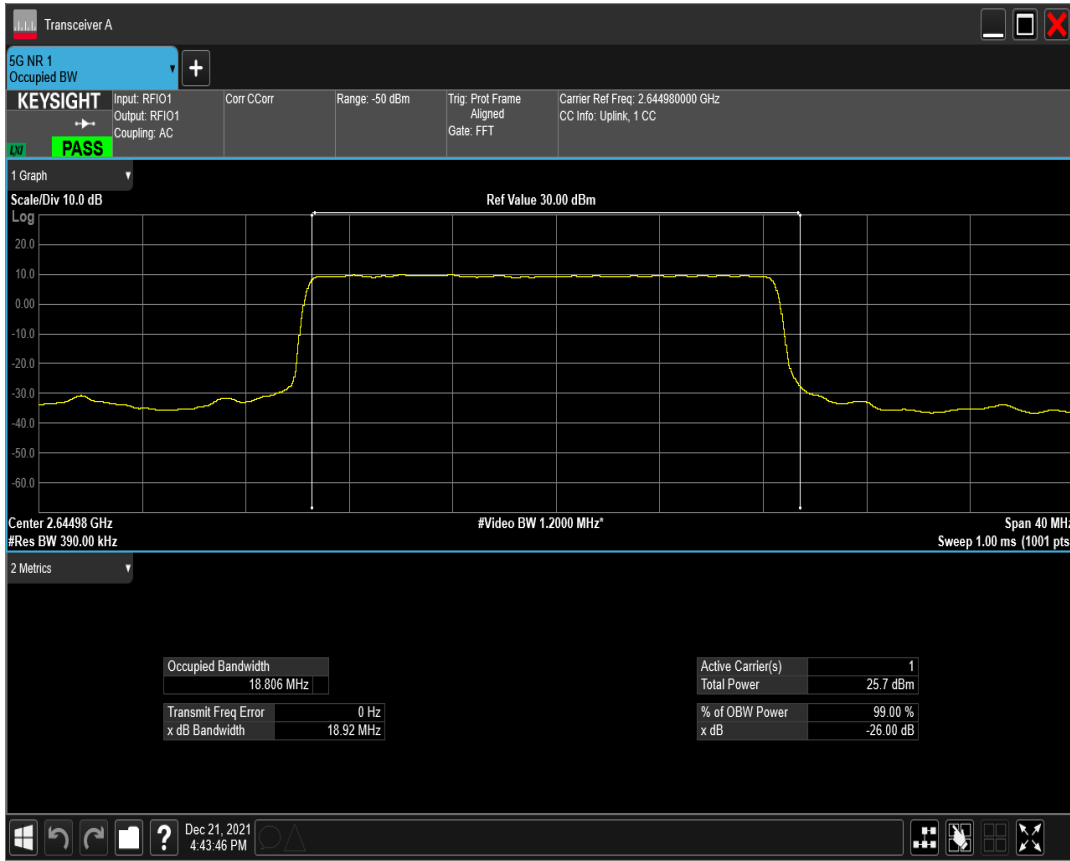 Transceiver A
5G NR 1
Occupied BW
+
KEYSIGHT
Input: RFIO1
Output: RFIO1
Coupling: AC
Corr CCorr
Range: -50 dBm
Trig: Prot Frame
Aligned
Gate: FFT
Carrier Ref Freq: 2.644980000 GHz
CC Info: Uplink, 1 CC
LXI
PASS
1 Graph
Scale/Div 10.0 dB
Ref Value 30.00 dBm
Log
20.0
10.0
0.00
-10.0
-20.0
-30.0
-40.0
-50.0
-60.0
Center 2.64498 GHz
#Video BW 1.2000 MHz*
Span 40 MHz
#Res BW 390.00 kHz
Sweep 1.00 ms (1001 pts
2 Metrics
Occupied Bandwidth
18.806 MHz
Transmit Freq Error 0 Hz
x dB Bandwidth 18.92 MHz
Active Carrier(s) 1
Total Power 25.7 dBm
% of OBW Power 99.00 %
x dB -26.00 dB
?
Dec 21, 2021
4:43:46 PM